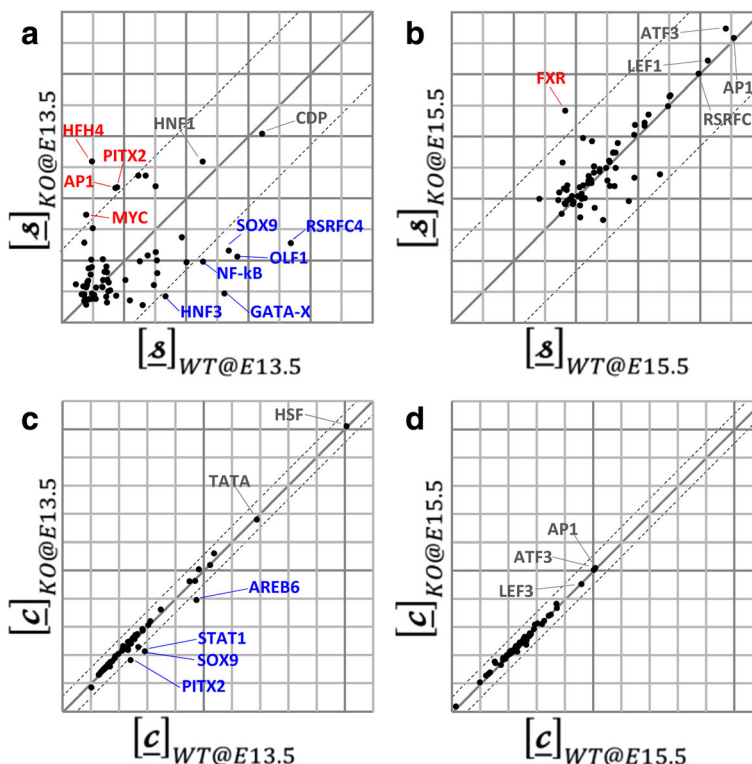 a
HFH4
PITX2
AP1
MYC
HNF1
CDP
SOX9
RSRFC4
OLF1
NF-kB
HNF3
GATA-X
[s] KO@E13.5
[s] WT@E13.5
b
ATF3
LEF1
FXR
AP1
RSRFC
[s] KO@E15.5
[s] WT@E15.5
c
HSF
TATA
AREB6
STAT1
SOX9
PITX2
[c] KO@E13.5
[c] WT@E13.5
d
AP1
ATF3
LEF3
[c] KO@E15.5
[c] WT@E15.5